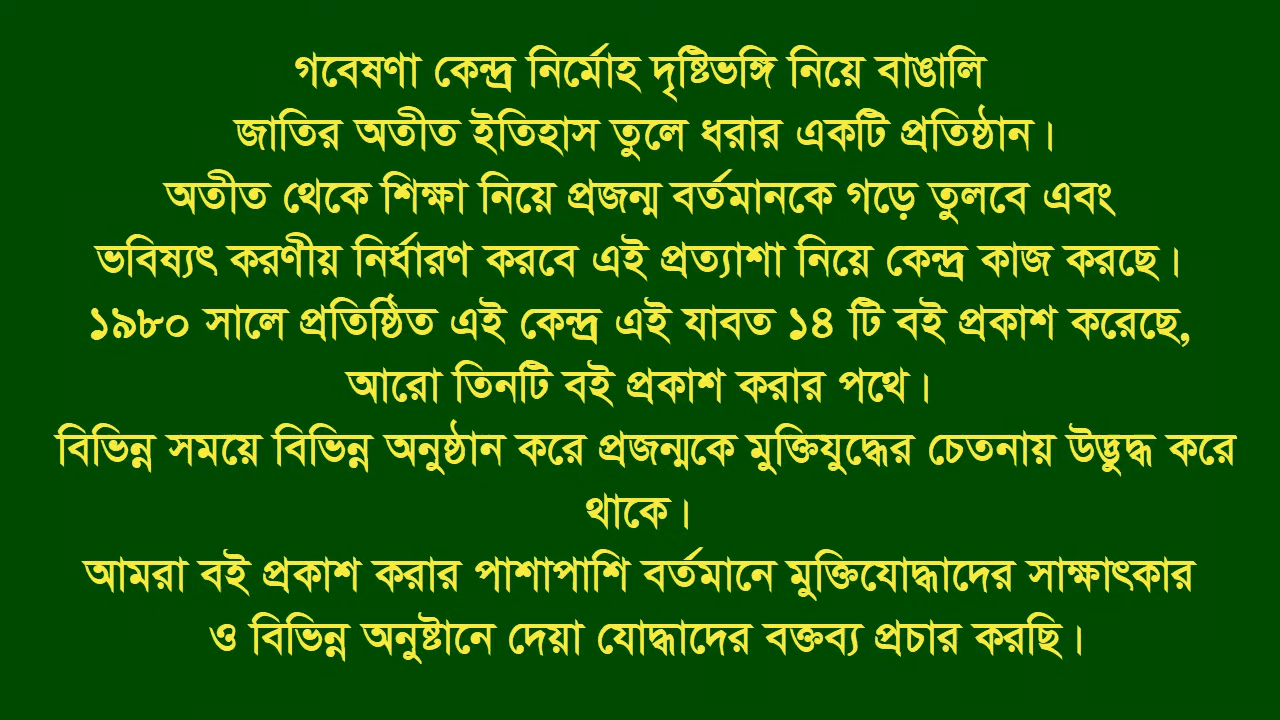 গবেষণা কেন্দ্র নির্মোহ দৃষ্টিভঙ্গি নিয়ে বাঙালি
জাতির অতীত ইতিহাস তুলে ধরার একটি প্রতিষ্ঠান।
অতীত থেকে শিক্ষা নিয়ে প্রজন্ম বর্তমানকে গড়ে তুলবে এবং
ভবিষ্যৎ করণীয় নির্ধারণ করবে এই প্রত্যাশা নিয়ে কেন্দ্র কাজ করছে।
১৯৮০ সালে প্রতিষ্ঠিত এই কেন্দ্র এই যাবত ১৪ টি বই প্রকাশ করেছে,
আরো তিনটি বই প্রকাশ করার পথে।
বিভিন্ন সময়ে বিভিন্ন অনুষ্ঠান করে প্রজন্মকে মুক্তিযুদ্ধের চেতনায় উদ্ভুদ্ধ করে
থাকে।
আমরা বই প্রকাশ করার পাশাপাশি বর্তমানে মুক্তিযোদ্ধাদের সাক্ষাৎকার
ও বিভিন্ন অনুষ্টানে দেয়া যোদ্ধাদের বক্তব্য প্রচার করছি।